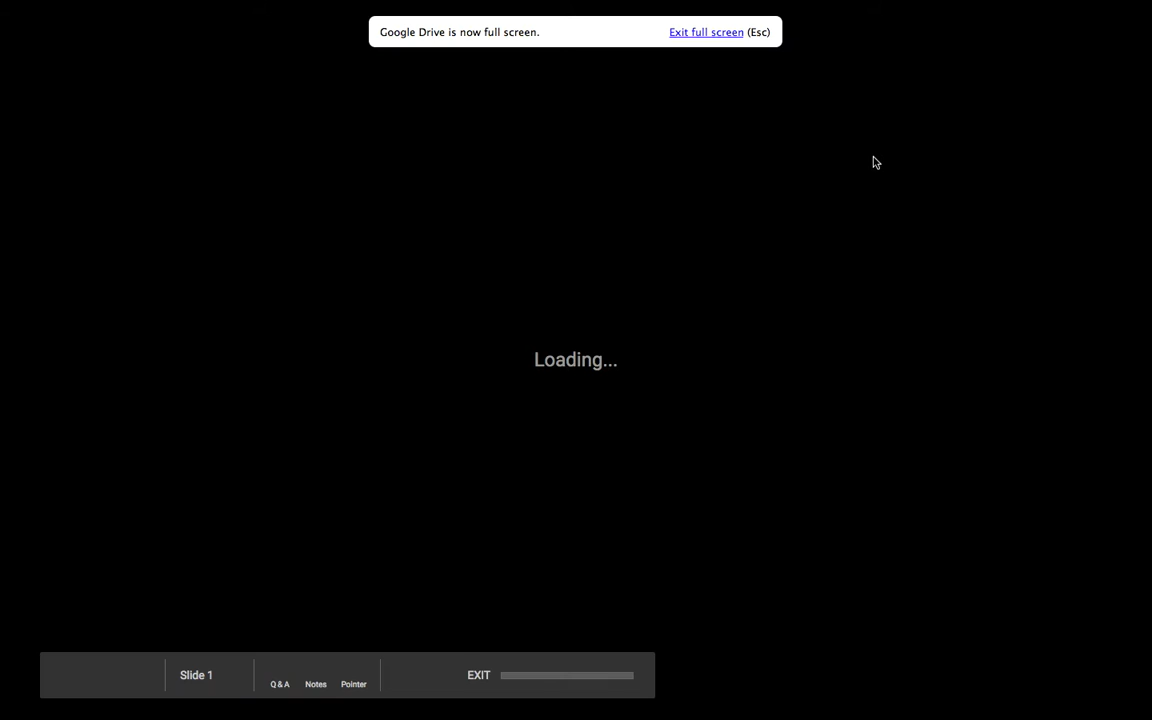 Google Drive is now full screen. Exit full screen (Esc)
Loading...
Slide 1 Q & A Notes Pointer EXIT